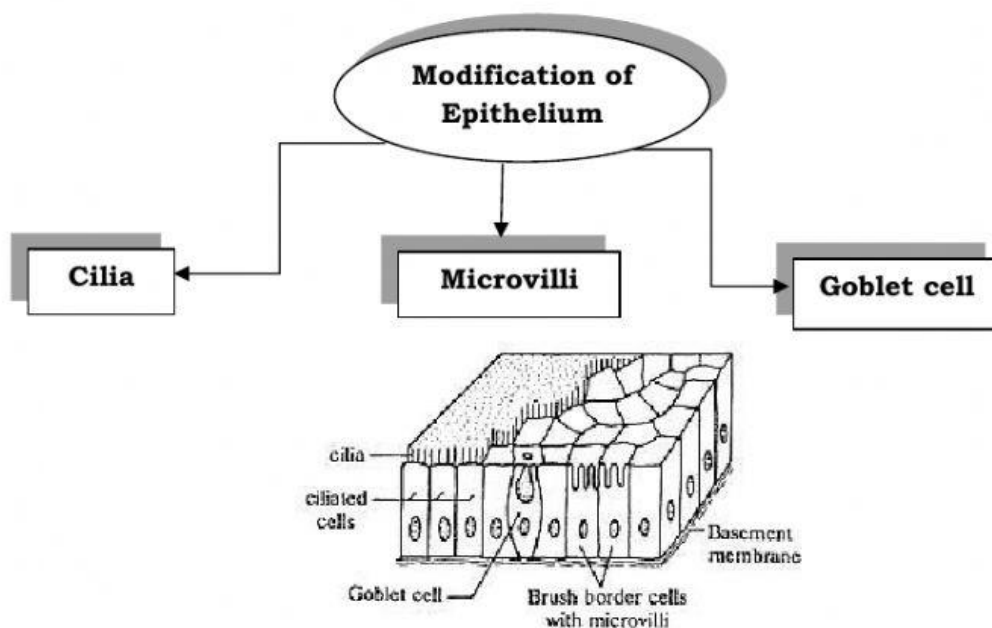 Modification of
Epithelium
Cilia
Microvilli
Goblet cell
cilia
ciliated
cells
Goblet cell
Brush border cells
with microvilli
Basement
membrane